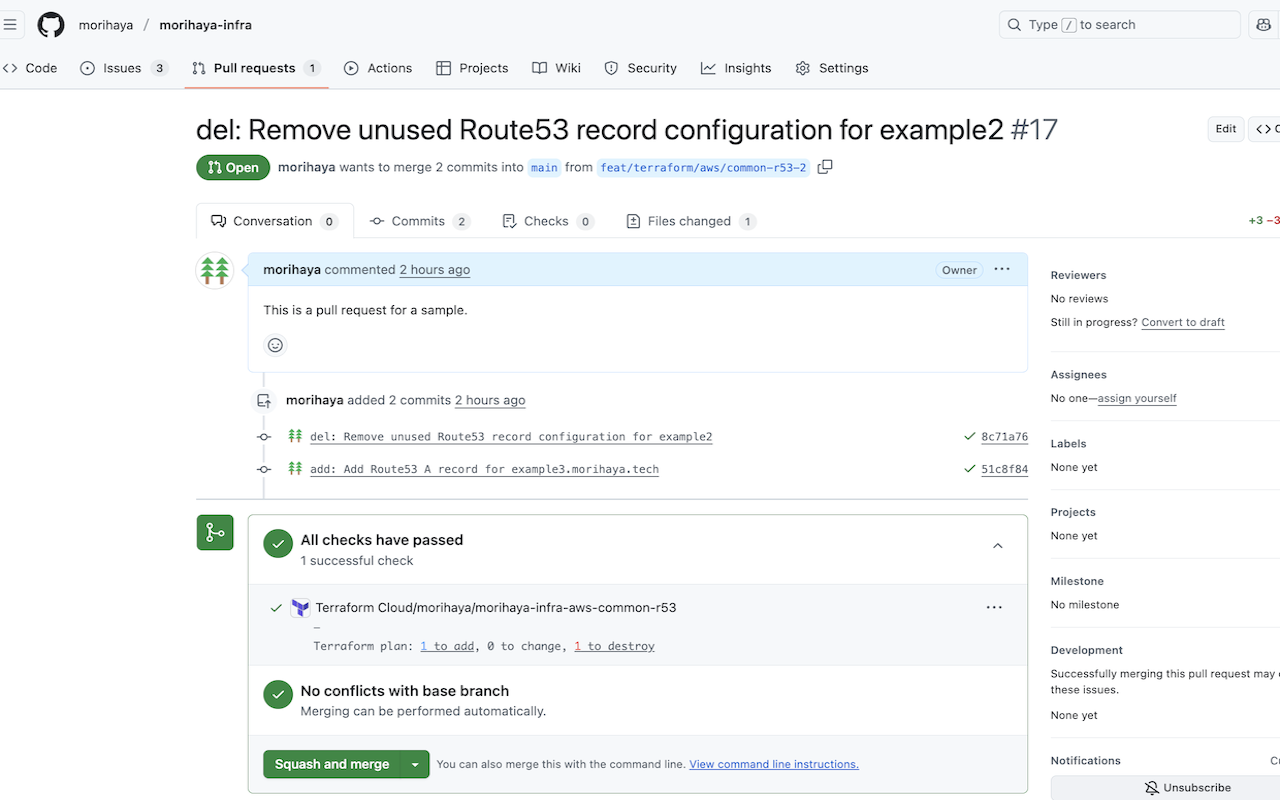 morihaya / morihaya-infra
Type / to search
Code
Issues 3
Pull requests 1
Actions
Projects
Wiki
Security
Insights
Settings
del: Remove unused Route53 record configuration for example2 #17
Edit
<> C
Open
morihaya wants to merge 2 commits into main from feat/terraform/aws/common-r53-2
Conversation 0
Commits 2
Checks 0
Files changed 1
+3 −3
morihaya commented 2 hours ago
Owner
This is a pull request for a sample.
morihaya added 2 commits 2 hours ago
del: Remove unused Route53 record configuration for example2
8c71a76
add: Add Route53 A record for example3.morihaya.tech
51c8f84
All checks have passed
1 successful check
Terraform Cloud/morihaya/morihaya-infra-aws-common-r53
—
Terraform plan: 1 to add, 0 to change, 1 to destroy
No conflicts with base branch
Merging can be performed automatically.
Squash and merge
You can also merge this with the command line. View command line instructions.
Reviewers
No reviews
Still in progress? Convert to draft
Assignees
No one—assign yourself
Labels
None yet
Projects
None yet
Milestone
No milestone
Development
Successfully merging this pull request may
these issues.
None yet
Notifications
Unsubscribe